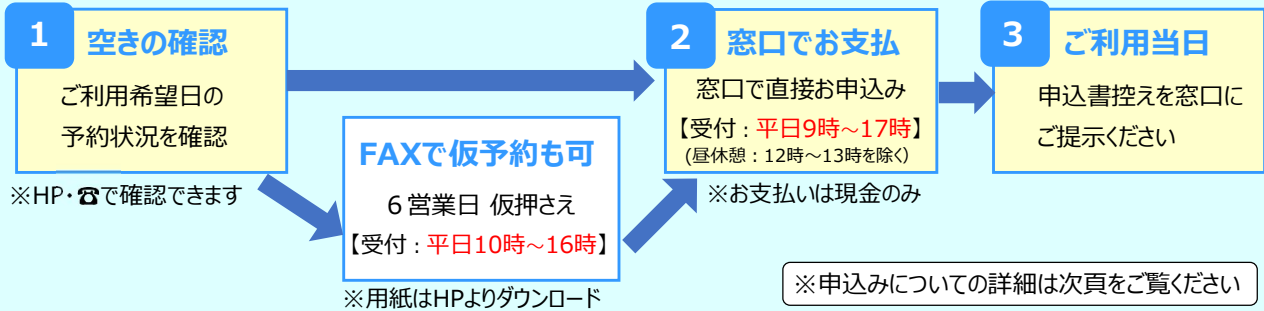 1 空きの確認
ご利用希望日の
予約状況を確認
※HP・☎で確認できます
FAXで仮予約も可
6営業日 仮押さえ
【受付：平日10時～16時】
※用紙はHPよりダウンロード
2 窓口でお支払
窓口で直接お申込み
【受付：平日9時～17時】
(昼休憩：12時～13時を除く)
※お支払いは現金のみ
3 ご利用当日
申込書控えを窓口に
ご提示ください
※申込みについての詳細は次頁をご覧ください